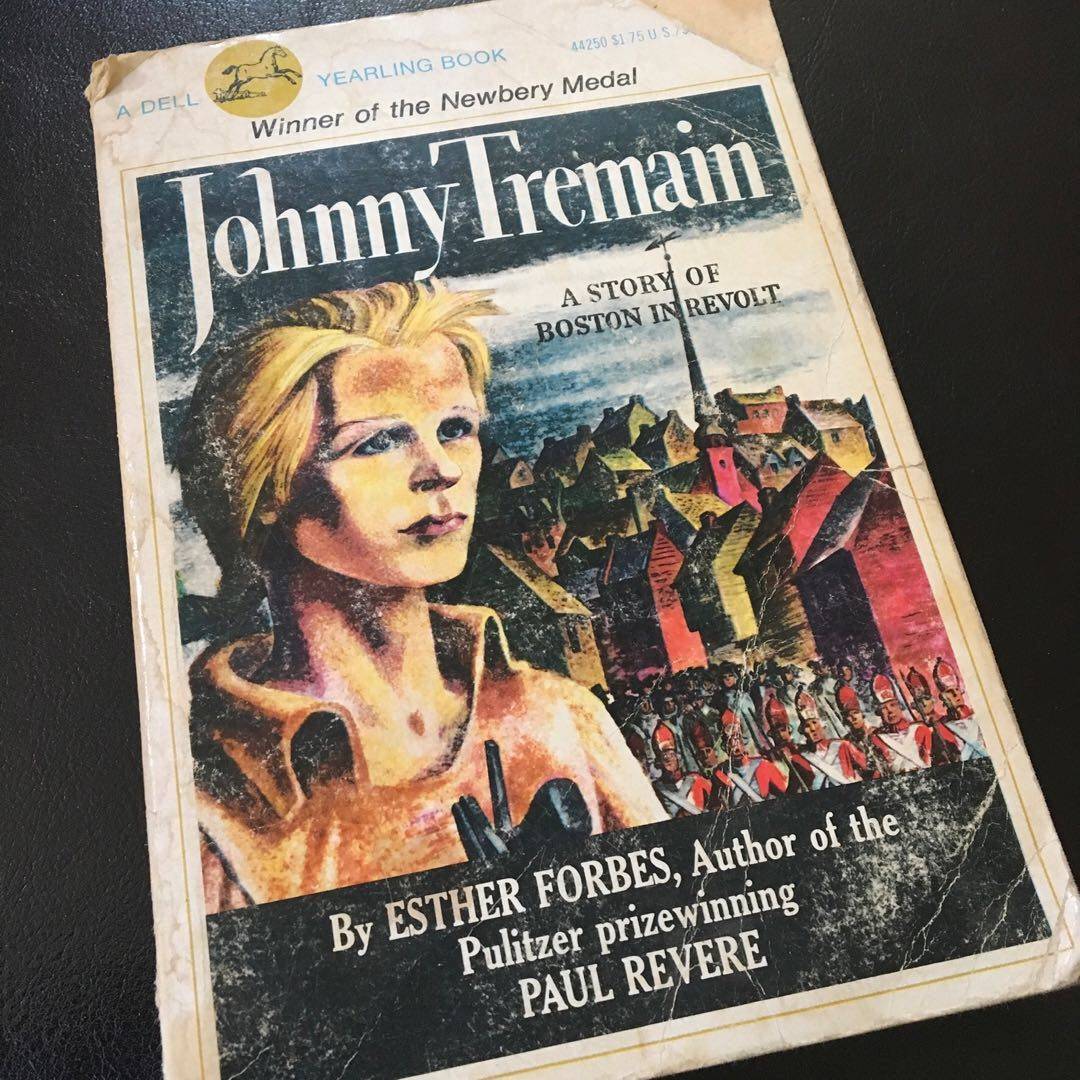 A DELL YEARLING BOOK
44250 $1.75 U.S.
Winner of the Newbery Medal
Johnny Tremain
A STORY OF
BOSTON IN REVOLT
By ESTHER FORBES, Author of the
Pulitzer prizewinning
PAUL REVERE